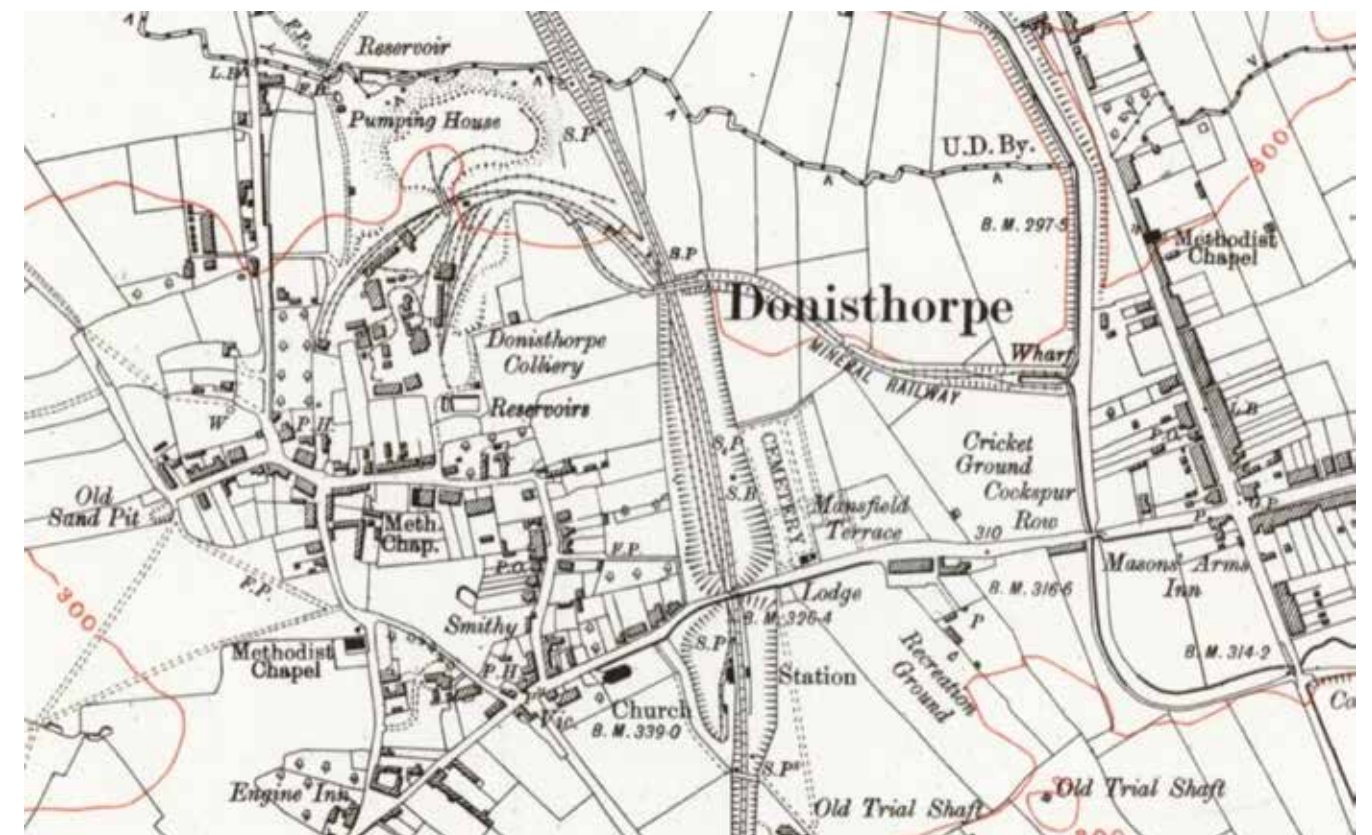 F.P.
Reservoir
L.B.
F.B.
Pumping House
S.P
U.D. By.
300
B. M. 297·5
Methodist
Chapel
S.P
Donisthorpe
Donisthorpe
Colliery
MINERAL RAILWAY
Wharf
Reservoirs
W
P.H.
L.B
P.O.
S.P.
S.B.
CEMETERY
Cricket
Ground
Cockspur
Row
Old
Sand Pit
Mansfield
Terrace
310
P
G.P.
Meth.
Chap.
F.P.
P.O.
Masons' Arms
Inn
B. M. 316·6
300
F.P.
Lodge
B. M. 326·4
Smithy
S.P
P
Recreation
Ground
Methodist
Chapel
B. M. 314·2
P.H.
Station
Vic.
Church
B. M. 339·0
Co
S.Ps
Engine Inn
Old Trial Shaft
Old Trial Shaft
300